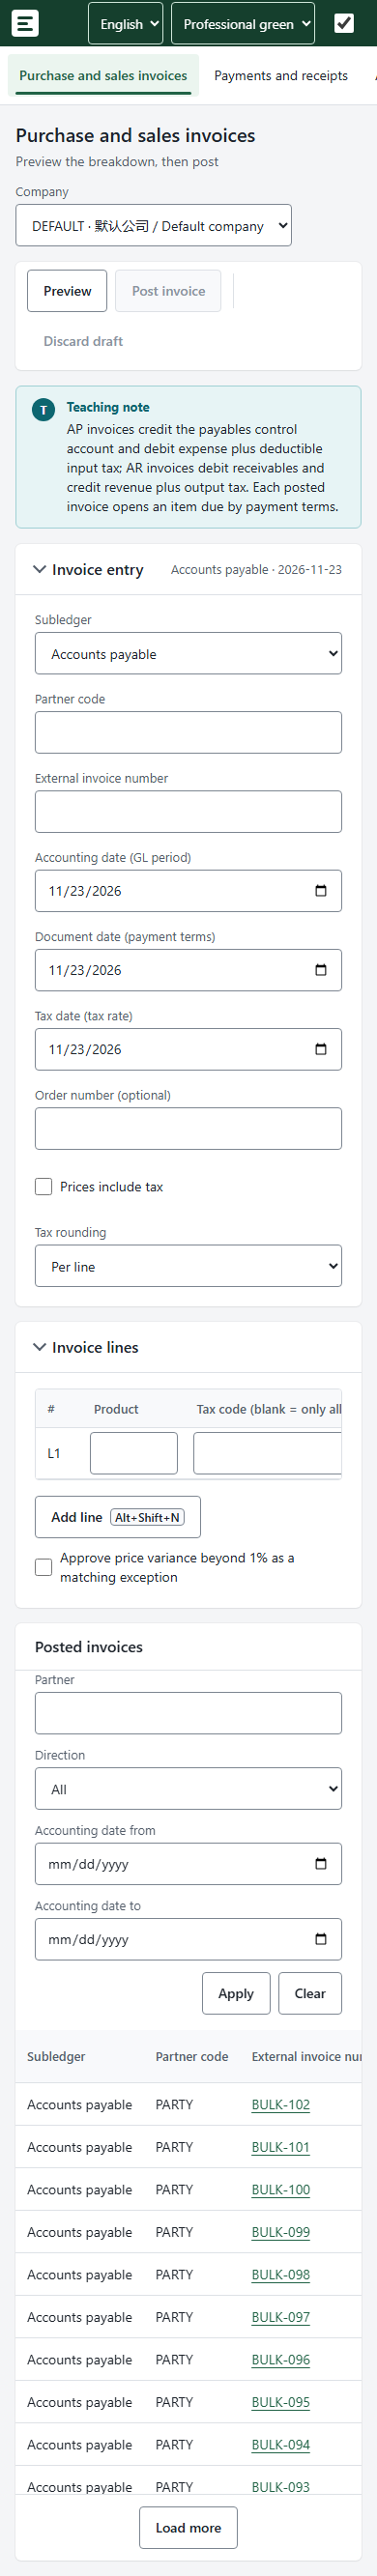 English
Professional green
Purchase and sales invoices
Payments and receipts
Purchase and sales invoices
Preview the breakdown, then post
Company
DEFAULT · 默认公司 / Default company
Preview
Post invoice
Discard draft
T
Teaching note
AP invoices credit the payables control
account and debit expense plus deductible
input tax; AR invoices debit receivables and
credit revenue plus output tax. Each posted
invoice opens an item due by payment terms.
Invoice entry
Accounts payable · 2026-11-23
Subledger
Accounts payable
Partner code
External invoice number
Accounting date (GL period)
11/23/2026
Document date (payment terms)
11/23/2026
Tax date (tax rate)
11/23/2026
Order number (optional)
Prices include tax
Tax rounding
Per line
Invoice lines
# Product Tax code (blank = only all
L1
Add line Alt+Shift+N
Approve price variance beyond 1% as a
matching exception
Posted invoices
Partner
Direction
All
Accounting date from
mm/dd/yyyy
Accounting date to
mm/dd/yyyy
Apply
Clear
Subledger Partner code External invoice nu
Accounts payable PARTY BULK-102
Accounts payable PARTY BULK-101
Accounts payable PARTY BULK-100
Accounts payable PARTY BULK-099
Accounts payable PARTY BULK-098
Accounts payable PARTY BULK-097
Accounts payable PARTY BULK-096
Accounts payable PARTY BULK-095
Accounts payable PARTY BULK-094
Accounts payable PARTY BULK-093
Load more